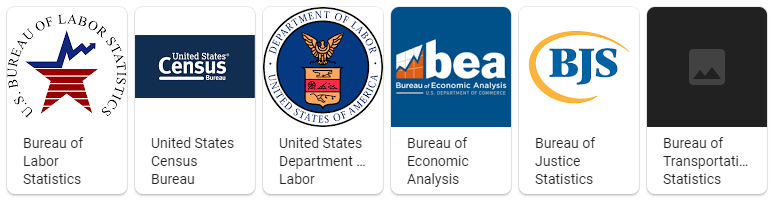 U.S. BUREAU OF LABOR STATISTICS
United States®
Census
Bureau
DEPARTMENT OF LABOR
UNITED STATES OF AMERICA
bea
Bureau of Economic Analysis
U.S. DEPARTMENT OF COMMERCE
BJS
Bureau of
Labor
Statistics
United States
Census
Bureau
United States
Department ...
Labor
Bureau of
Economic
Analysis
Bureau of
Justice
Statistics
Bureau of
Transportati...
Statistics